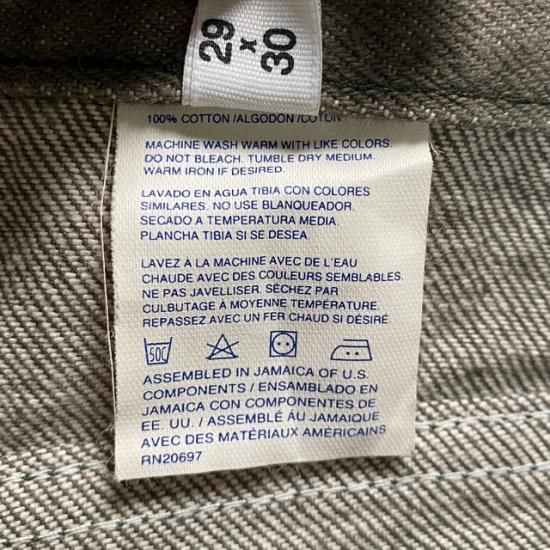 29 x 30
100% COTTON/ALGODON/COTON
MACHINE WASH WARM WITH LIKE COLORS.
DO NOT BLEACH. TUMBLE DRY MEDIUM.
WARM IRON IF DESIRED.
LAVADO EN AGUA TIBIA CON COLORES
SIMILARES. NO USE BLANQUEADOR.
SECADO A TEMPERATURA MEDIA.
PLANCHA TIBIA SI SE DESEA.
LAVEZ À LA MACHINE AVEC DE L'EAU
CHAUDE AVEC DES COULEURS SEMBLABLES.
NE PAS JAVELLISER. SÉCHEZ PAR
CULBUTAGE À MOYENNE TEMPÉRATURE.
REPASSEZ AVEC UN FER CHAUD SI DÉSIRÉ.
50C
ASSEMBLED IN JAMAICA OF U.S.
COMPONENTS / ENSAMBLADO EN
JAMAICA CON COMPONENTES DE
EE. UU. / ASSEMBLÉ ÁU JAMAIQUE
AVEC DES MATÉRIAUX AMÉRICAINS
RN20697